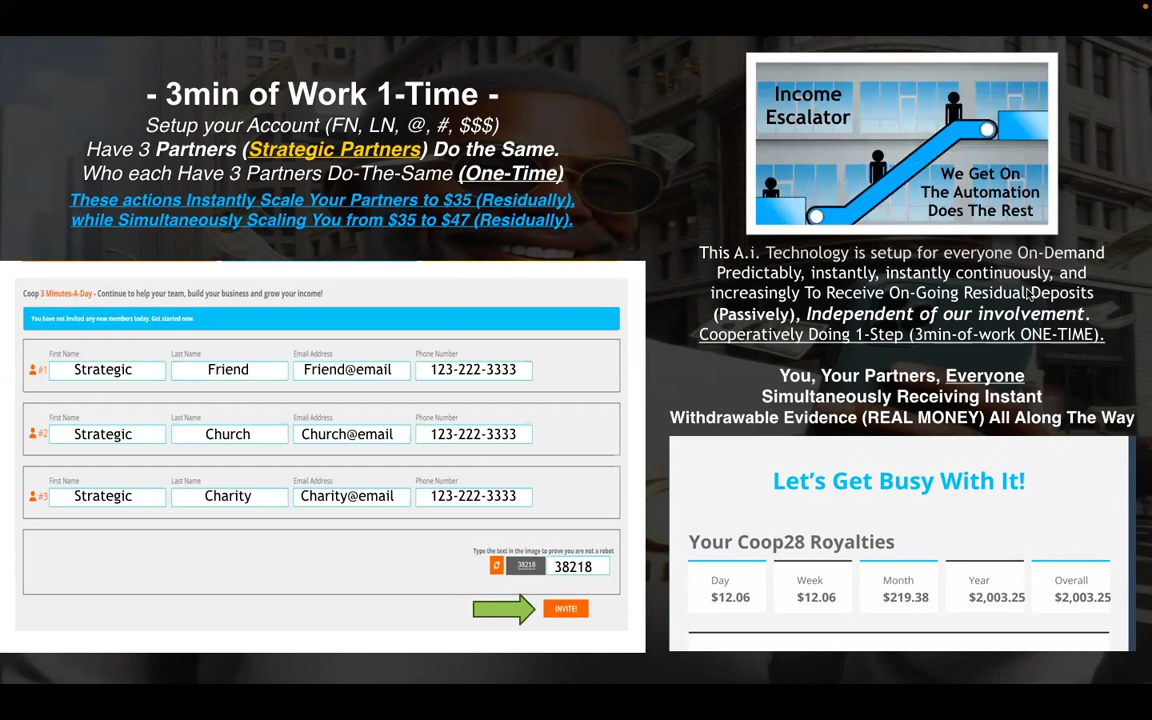 - 3min of Work 1-Time -
Setup your Account (FN, LN, @, #, $$$)
Have 3 Partners (Strategic Partners) Do the Same.
Who each Have 3 Partners Do-The-Same (One-Time)
These actions Instantly Scale Your Partners to $35 (Residually),
while Simultaneously Scaling You from $35 to $47 (Residually).
Coop 3 Minutes-A-Day - Continue to help your team, build your business and grow your income!
You have not invited any new members today. Get started now.
First Name Last Name Email Address Phone Number
#1 Strategic Friend Friend@email 123-222-3333
First Name Last Name Email Address Phone Number
#2 Strategic Church Church@email 123-222-3333
First Name Last Name Email Address Phone Number
#3 Strategic Charity Charity@email 123-222-3333
Type the text in the image to prove you are not a robot
38218 38218
INVITE!
Income
Escalator
We Get On
The Automation
Does The Rest
This A.i. Technology is setup for everyone On-Demand
Predictably, instantly, instantly continuously, and
increasingly To Receive On-Going Residual Deposits
(Passively), Independent of our involvement.
Cooperatively Doing 1-Step (3min-of-work ONE-TIME).
You, Your Partners, Everyone
Simultaneously Receiving Instant
Withdrawable Evidence (REAL MONEY) All Along The Way
Let's Get Busy With It!
Your Coop28 Royalties
Day Week Month Year Overall
$12.06 $12.06 $219.38 $2,003.25 $2,003.25